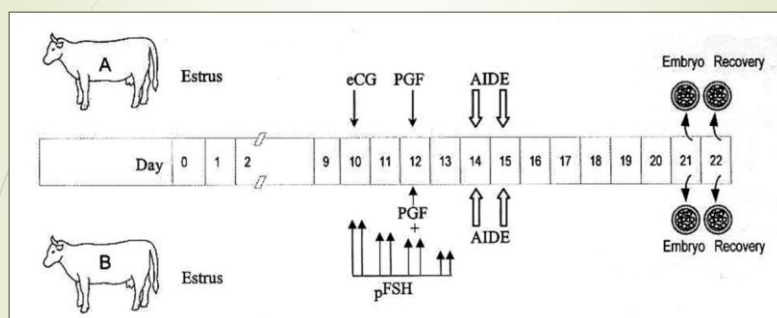 A
Estrus
eCG PGF AIDE
Embryo Recovery
Day 0 1 2 9 10 11 12 13 14 15 16 17 18 19 20 21 22
PGF
+
AIDE
pFSH
B
Estrus
Embryo Recovery